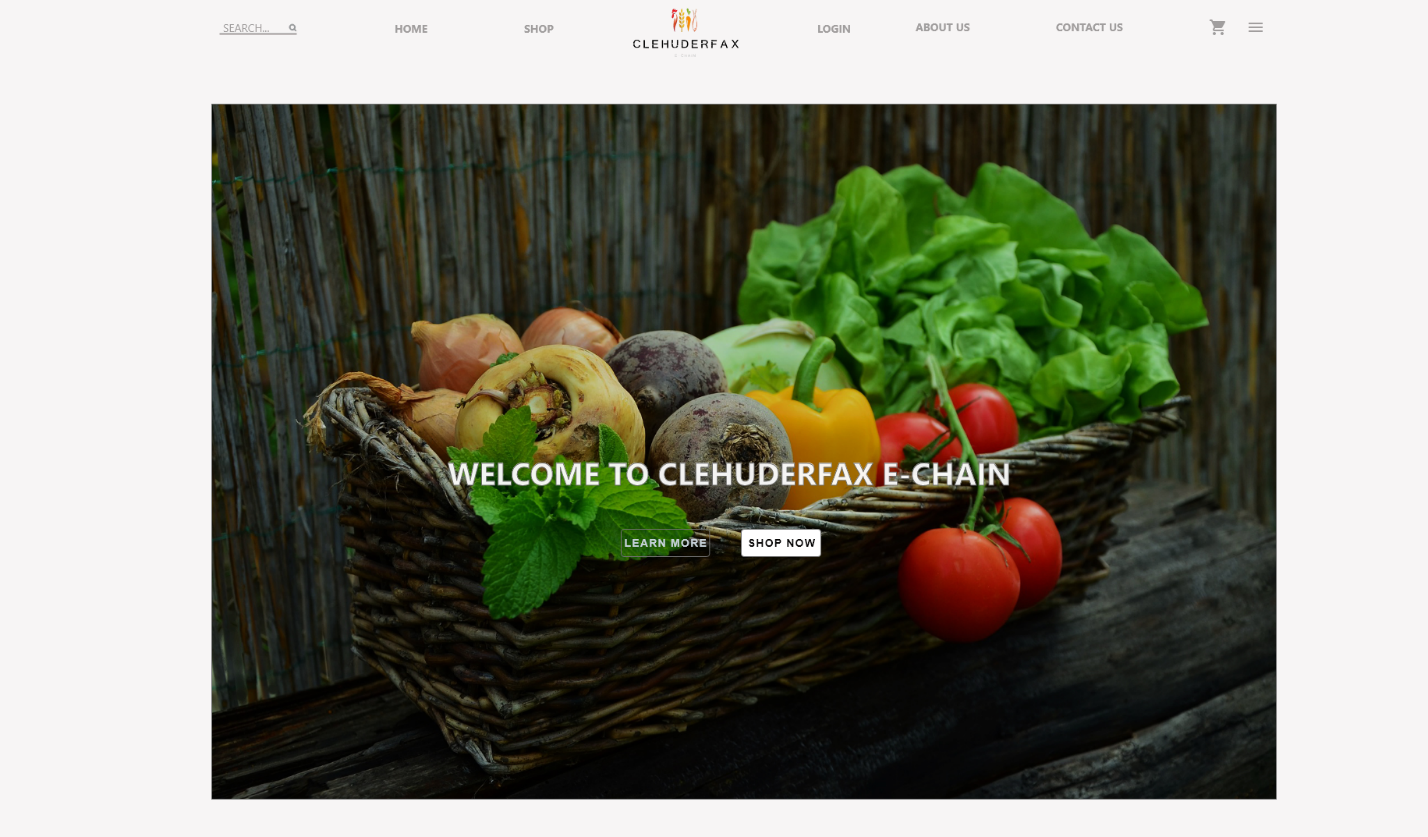 SEARCH...
HOME
SHOP
CLEHUDERFAX
LOGIN
ABOUT US
CONTACT US
WELCOME TO CLEHUDERFAX E-CHAIN
LEARN MORE
SHOP NOW